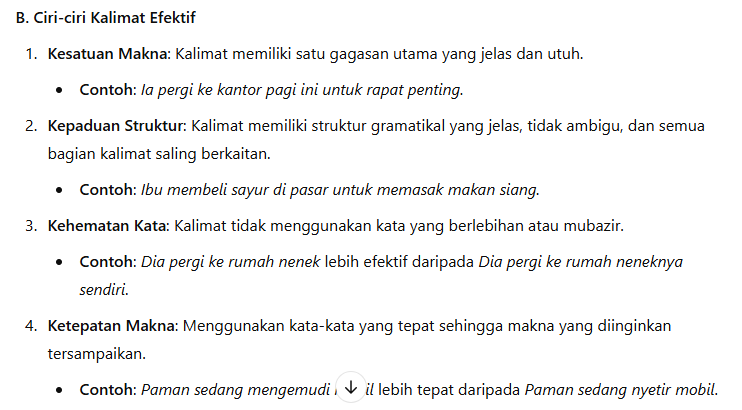 B. Ciri-ciri Kalimat Efektif
1. Kesatuan Makna: Kalimat memiliki satu gagasan utama yang jelas dan utuh.
• Contoh: Ia pergi ke kantor pagi ini untuk rapat penting.
2. Kepaduan Struktur: Kalimat memiliki struktur gramatikal yang jelas, tidak ambigu, dan semua
bagian kalimat saling berkaitan.
• Contoh: Ibu membeli sayur di pasar untuk memasak makan siang.
3. Kehematan Kata: Kalimat tidak menggunakan kata yang berlebihan atau mubazir.
• Contoh: Dia pergi ke rumah nenek lebih efektif daripada Dia pergi ke rumah neneknya
sendiri.
4. Ketepatan Makna: Menggunakan kata-kata yang tepat sehingga makna yang diinginkan
tersampaikan.
• Contoh: Paman sedang mengemudi lebih tepat daripada Paman sedang nyetir mobil.